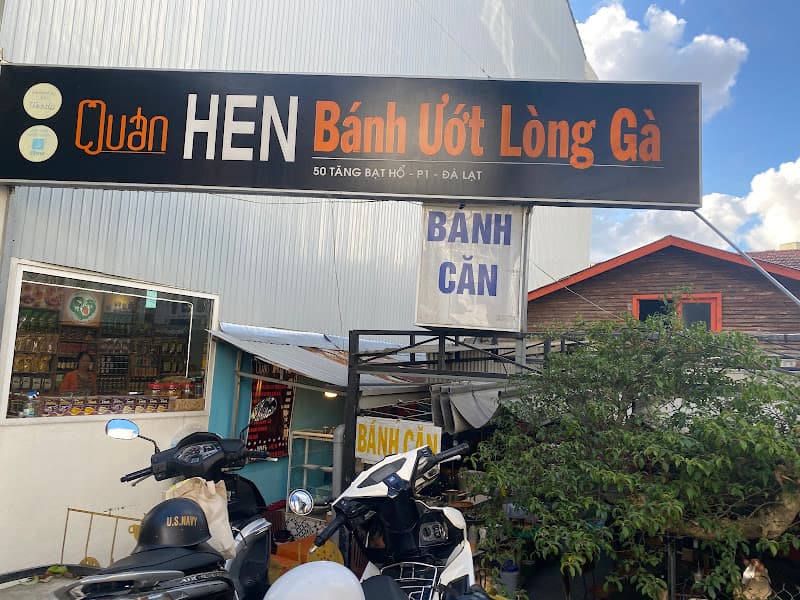 Quán HEN Bánh Ướt Lòng Gà
50 TĂNG BẠT HỔ - P1 - ĐÀ LẠT
BÁNH
CĂN
BÁNH CĂN
U.S.NAVY